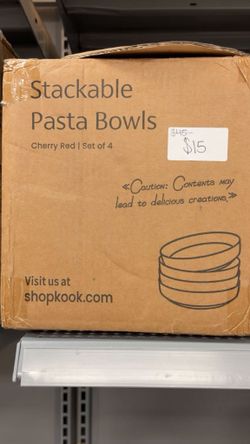 Stackable
Pasta Bowls
Cherry Red | Set of 4
$45-
$15
«Caution: Contents may
lead to delicious creations.»
Visit us at
shopkook.com